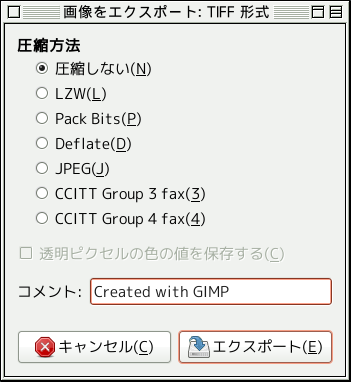 画像をエクスポート: TIFF 形式
圧縮方法
圧縮しない(N)
LZW(L)
Pack Bits(P)
Deflate(D)
JPEG(J)
CCITT Group 3 fax(3)
CCITT Group 4 fax(4)
透明ピクセルの色の値を保存する(C)
コメント: Created with GIMP
キャンセル(C) エクスポート(E)